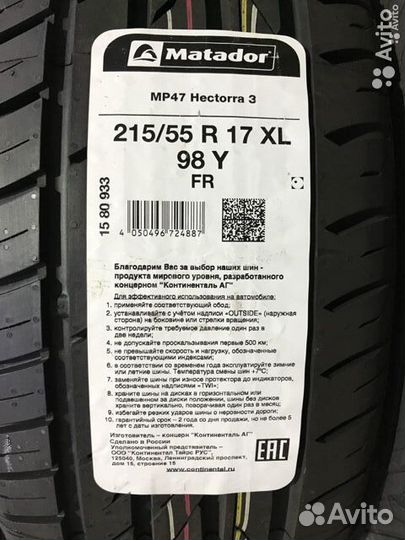 Avito
Avito
Matador
MP47 Hectorra 3
215/55 R 17 XL
98 Y
FR
15 80 933
4 050496 724887
Благодарим Вас за выбор наших шин -
продукта мирового уровня, разработанного
концерном "Континенталь АГ"
Для эффективного использования на автомобиле:
1. применяйте соответствующий обод;
2. устанавливайте с учётом надписи «OUTSIDE» (наружная
сторона) на боковине или стрелки вращения;
3. контролируйте требуемое давление один раз в
две недели;
4. не допускайте проскальзывания первые 500 км;
5. не превышайте скорость и нагрузку, обозначенные
соответствующими индексами;
6. в соответствии со временем года эксплуатируйте зимние
или летние шины. Температура смены шин +7°C;
7. заменяйте шины при износе протектора до индикаторов,
обозначенных надписями «TWI»;
8. храните шины на дисках в горизонтальном или
подвешенном за диск состоянии, шины без дисков
храните вертикально, поворачивая один раз в месяц;
9. избегайте резких ударов шины о неровности дороги;
10. гарантийный срок - 2 года со дня продажи, но не более 5
лет с даты изготовления.
Изготовитель - концерн "Континенталь АГ"
Сделано в России
Уполномоченный представитель -
ООО "Континентал Тайрс РУС",
125040, Москва, Ленинградский проспект,
дом 15, строение 15
www.continental.ru
EAC
Avito